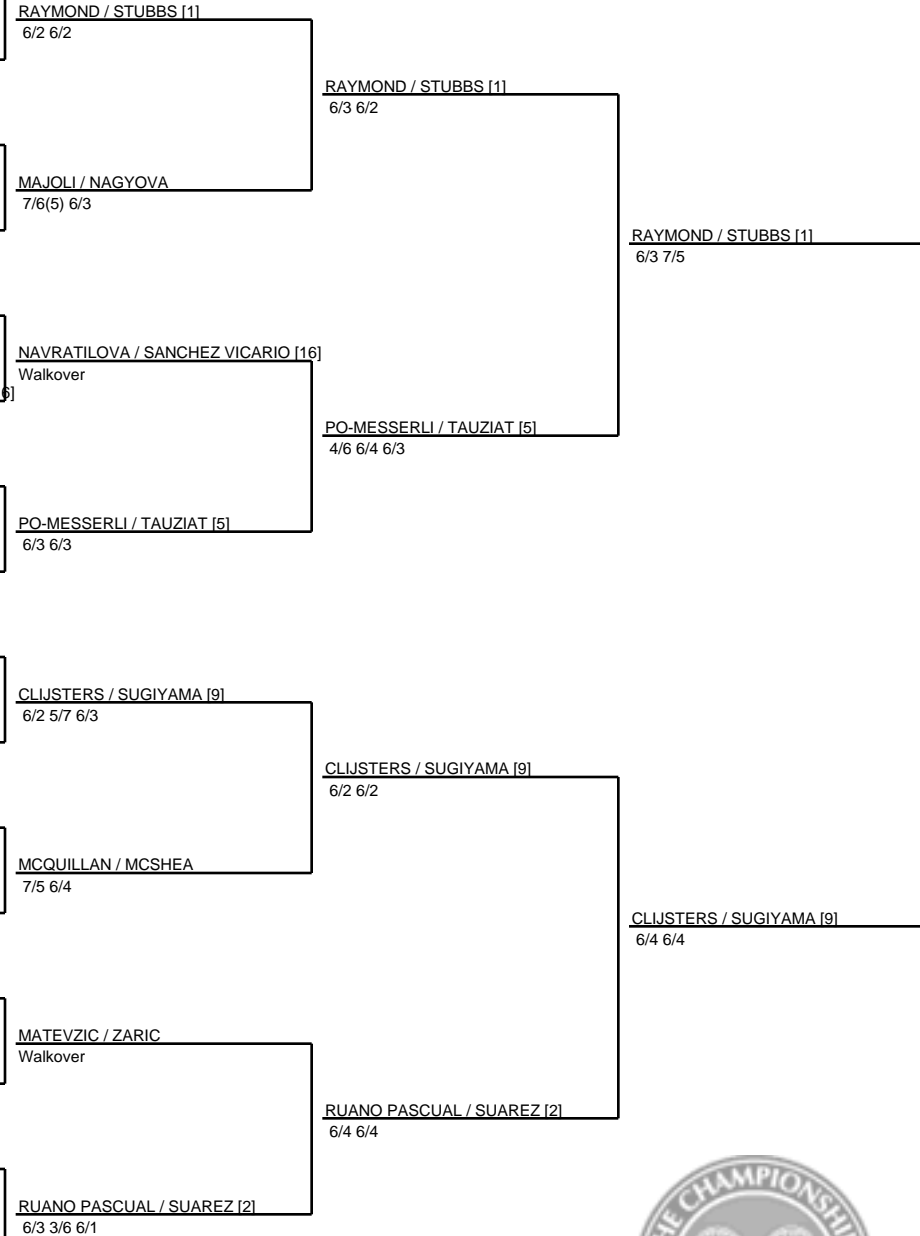 RAYMOND / STUBBS [1]
6/2 6/2
RAYMOND / STUBBS [1]
6/3 6/2
MAJOLI / NAGYOVA
7/6(5) 6/3
RAYMOND / STUBBS [1]
6/3 7/5
NAVRATILOVA / SANCHEZ VICARIO [16]
Walkover
6]
PO-MESSERLI / TAUZIAT [5]
4/6 6/4 6/3
PO-MESSERLI / TAUZIAT [5]
6/3 6/3
CLIJSTERS / SUGIYAMA [9]
6/2 5/7 6/3
CLIJSTERS / SUGIYAMA [9]
6/2 6/2
MCQUILLAN / MCSHEA
7/5 6/4
CLIJSTERS / SUGIYAMA [9]
6/4 6/4
MATEVZIC / ZARIC
Walkover
RUANO PASCUAL / SUAREZ [2]
6/4 6/4
RUANO PASCUAL / SUAREZ [2]
6/3 3/6 6/1
THE CHAMPIONSHI